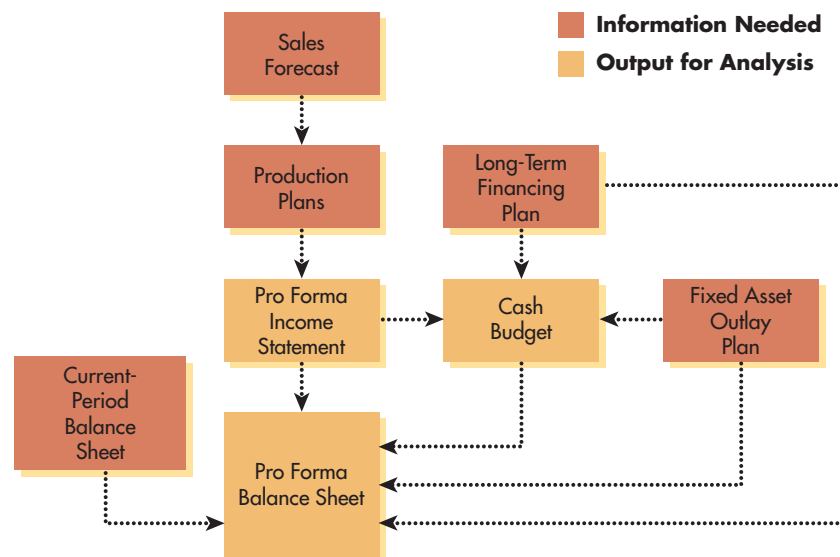 Information Needed
Output for Analysis
Sales
Forecast
Production
Plans
Long-Term
Financing
Plan
Pro Forma
Income
Statement
Cash
Budget
Fixed Asset
Outlay
Plan
Current-
Period
Balance
Sheet
Pro Forma
Balance Sheet